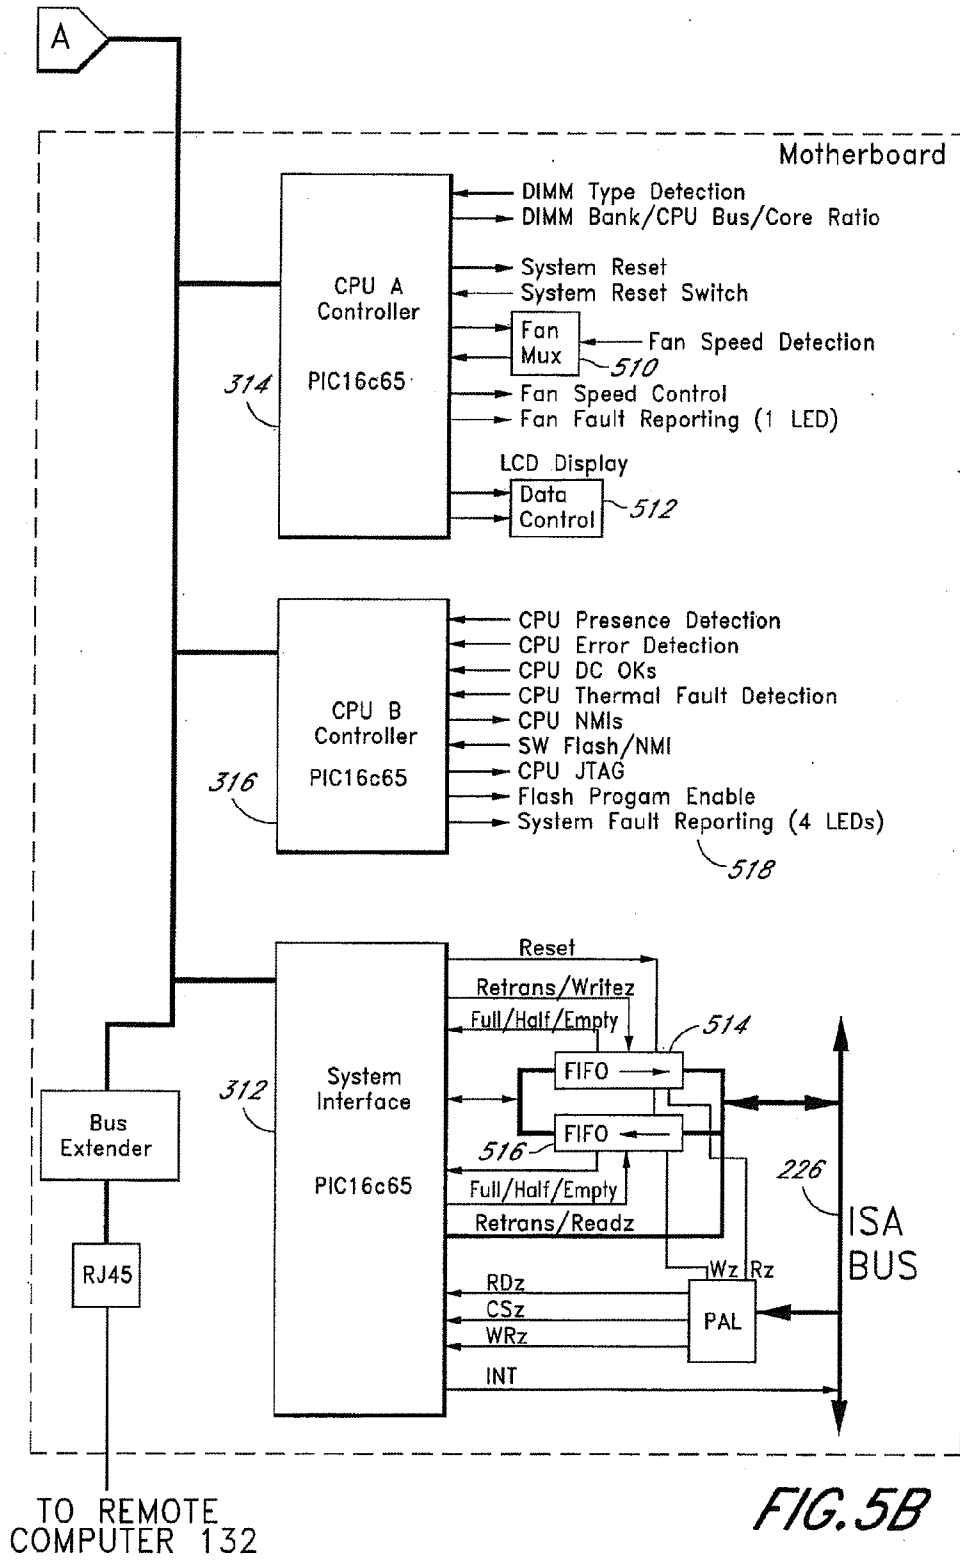 A
Motherboard
CPU A
Controller
PIC16c65
314
DIMM Type Detection
DIMM Bank/CPU Bus/Core Ratio
System Reset
System Reset Switch
Fan
Mux
510
Fan Speed Detection
Fan Speed Control
Fan Fault Reporting (1 LED)
LCD Display
Data
Control
512
CPU B
Controller
PIC16c65
316
CPU Presence Detection
CPU Error Detection
CPU DC OKs
CPU Thermal Fault Detection
CPU NMIs
SW Flash/NMI
CPU JTAG
Flash Progam Enable
System Fault Reporting (4 LEDs)
518
System
Interface
PIC16c65
312
Reset
Retrans/Writez
Full/Half/Empty
514
FIFO
FIFO
516
Full/Half/Empty
Retrans/Readz
Wz Rz
RDz
CSz
WRz
INT
PAL
226
ISA
BUS
Bus
Extender
RJ45
TO REMOTE
COMPUTER 132
FIG.5B